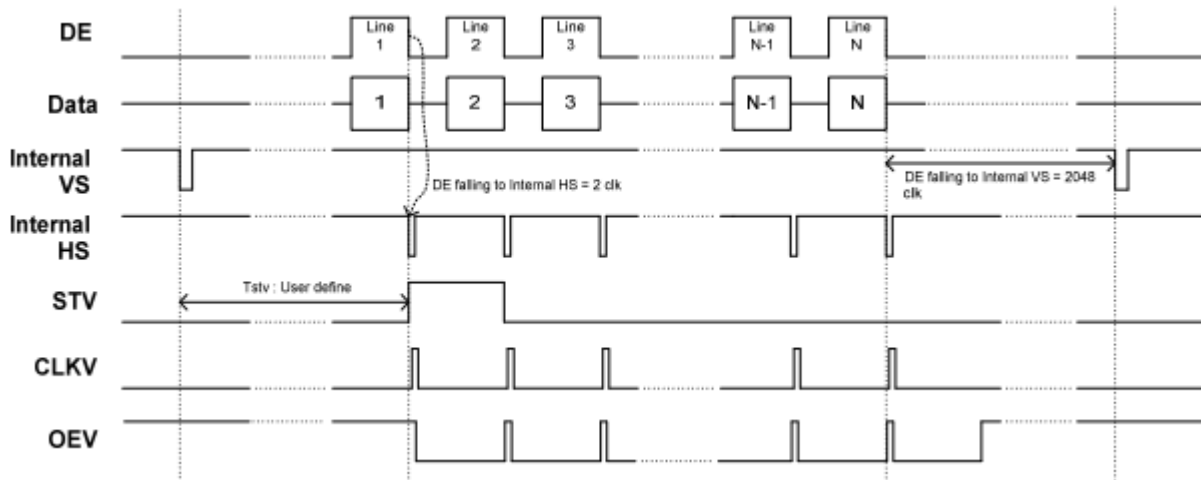 DE
Line
1
Line
2
Line
3
Line
N-1
Line
N
Data
1
2
3
N-1
N
Internal
VS
DE falling to Internal HS = 2 clk
DE falling to Internal VS = 2048
clk
Internal
HS
Tstv : User define
STV
CLKV
OEV